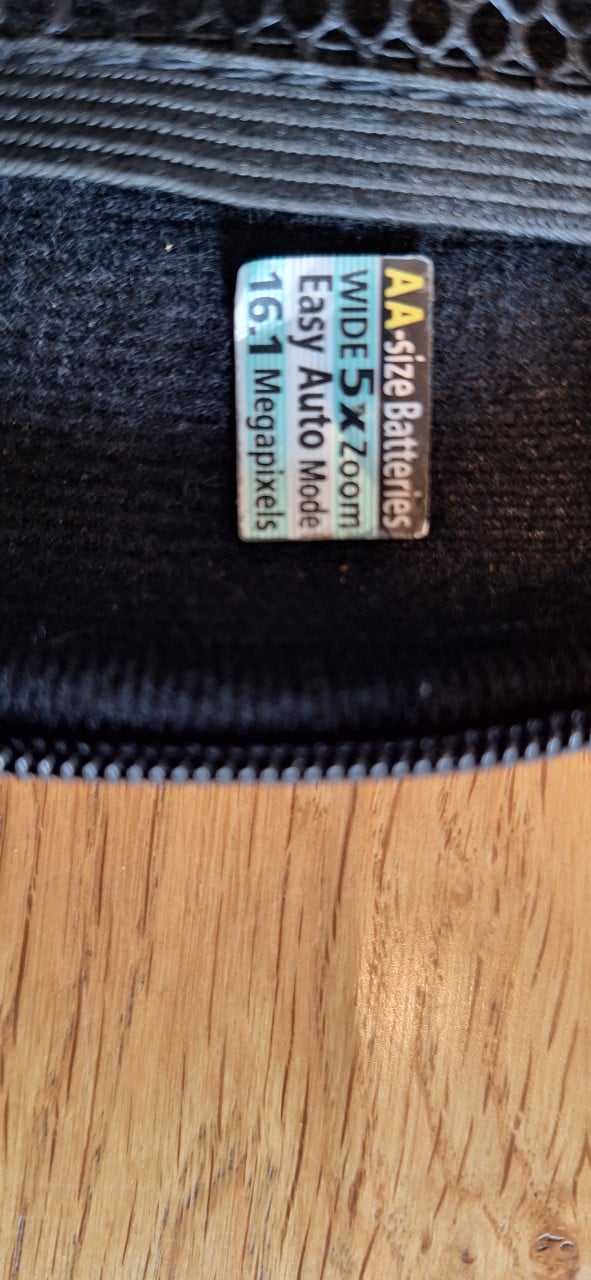 AA-size Batteries
WIDE 5x Zoom
Easy Auto Mode
16.1 Megapixels